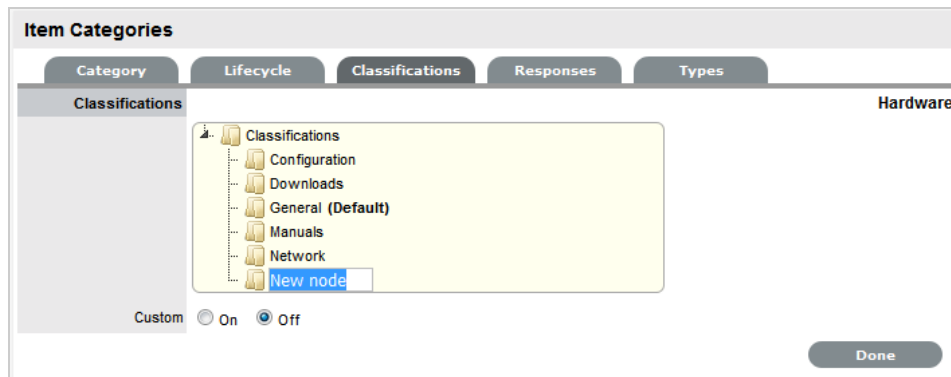 Item Categories
Category Lifecycle Classifications Responses Types
Classifications Hardware
Classifications
Configuration
Downloads
General (Default)
Manuals
Network
New node
Custom On Off
Done